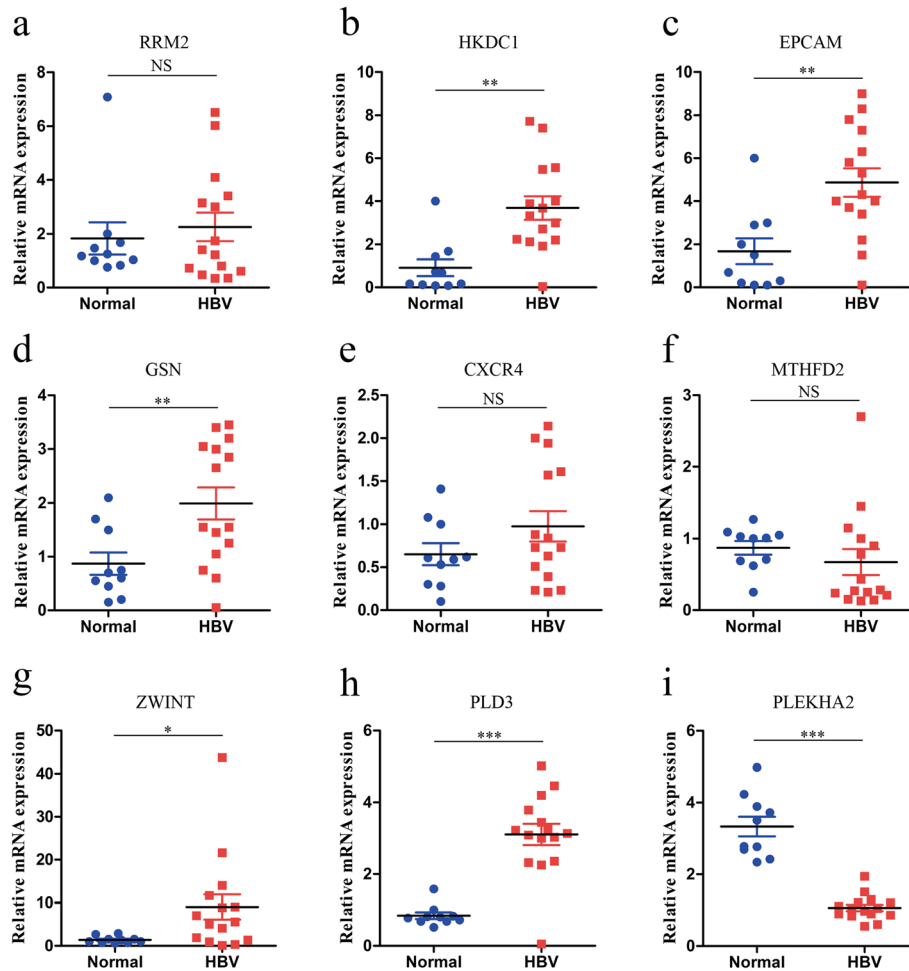 a
RRM2
NS
Relative mRNA expression
8
6
4
2
0
Normal HBV
b
HKDC1
**
Relative mRNA expression
10
8
6
4
2
0
Normal HBV
c
EPCAM
**
Relative mRNA expression
10
8
6
4
2
0
Normal HBV
d
GSN
**
Relative mRNA expression
4
3
2
1
0
Normal HBV
e
CXCR4
NS
Relative mRNA expression
2.5
2.0
1.5
1.0
0.5
0.0
Normal HBV
f
MTHFD2
NS
Relative mRNA expression
3
2
1
0
Normal HBV
g
ZWINT
*
Relative mRNA expression
50
40
30
20
10
0
Normal HBV
h
PLD3
***
Relative mRNA expression
6
4
2
0
Normal HBV
i
PLEKHA2
***
Relative mRNA expression
6
4
2
0
Normal HBV